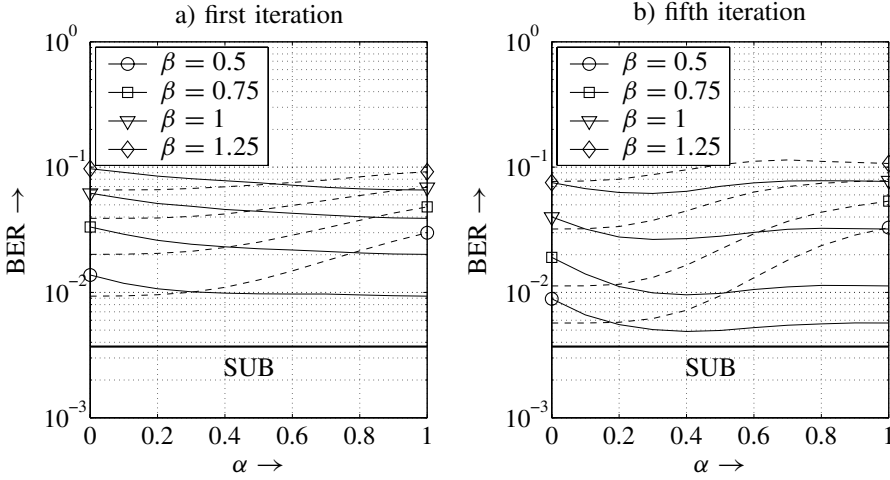 a) first iteration
10^0
β = 0.5
β = 0.75
β = 1
β = 1.25
10^{-1}
BER →
10^{-2}
SUB
10^{-3}
0 0.2 0.4 0.6 0.8 1
α →
b) fifth iteration
10^0
β = 0.5
β = 0.75
β = 1
β = 1.25
10^{-1}
BER →
10^{-2}
SUB
10^{-3}
0 0.2 0.4 0.6 0.8 1
α →